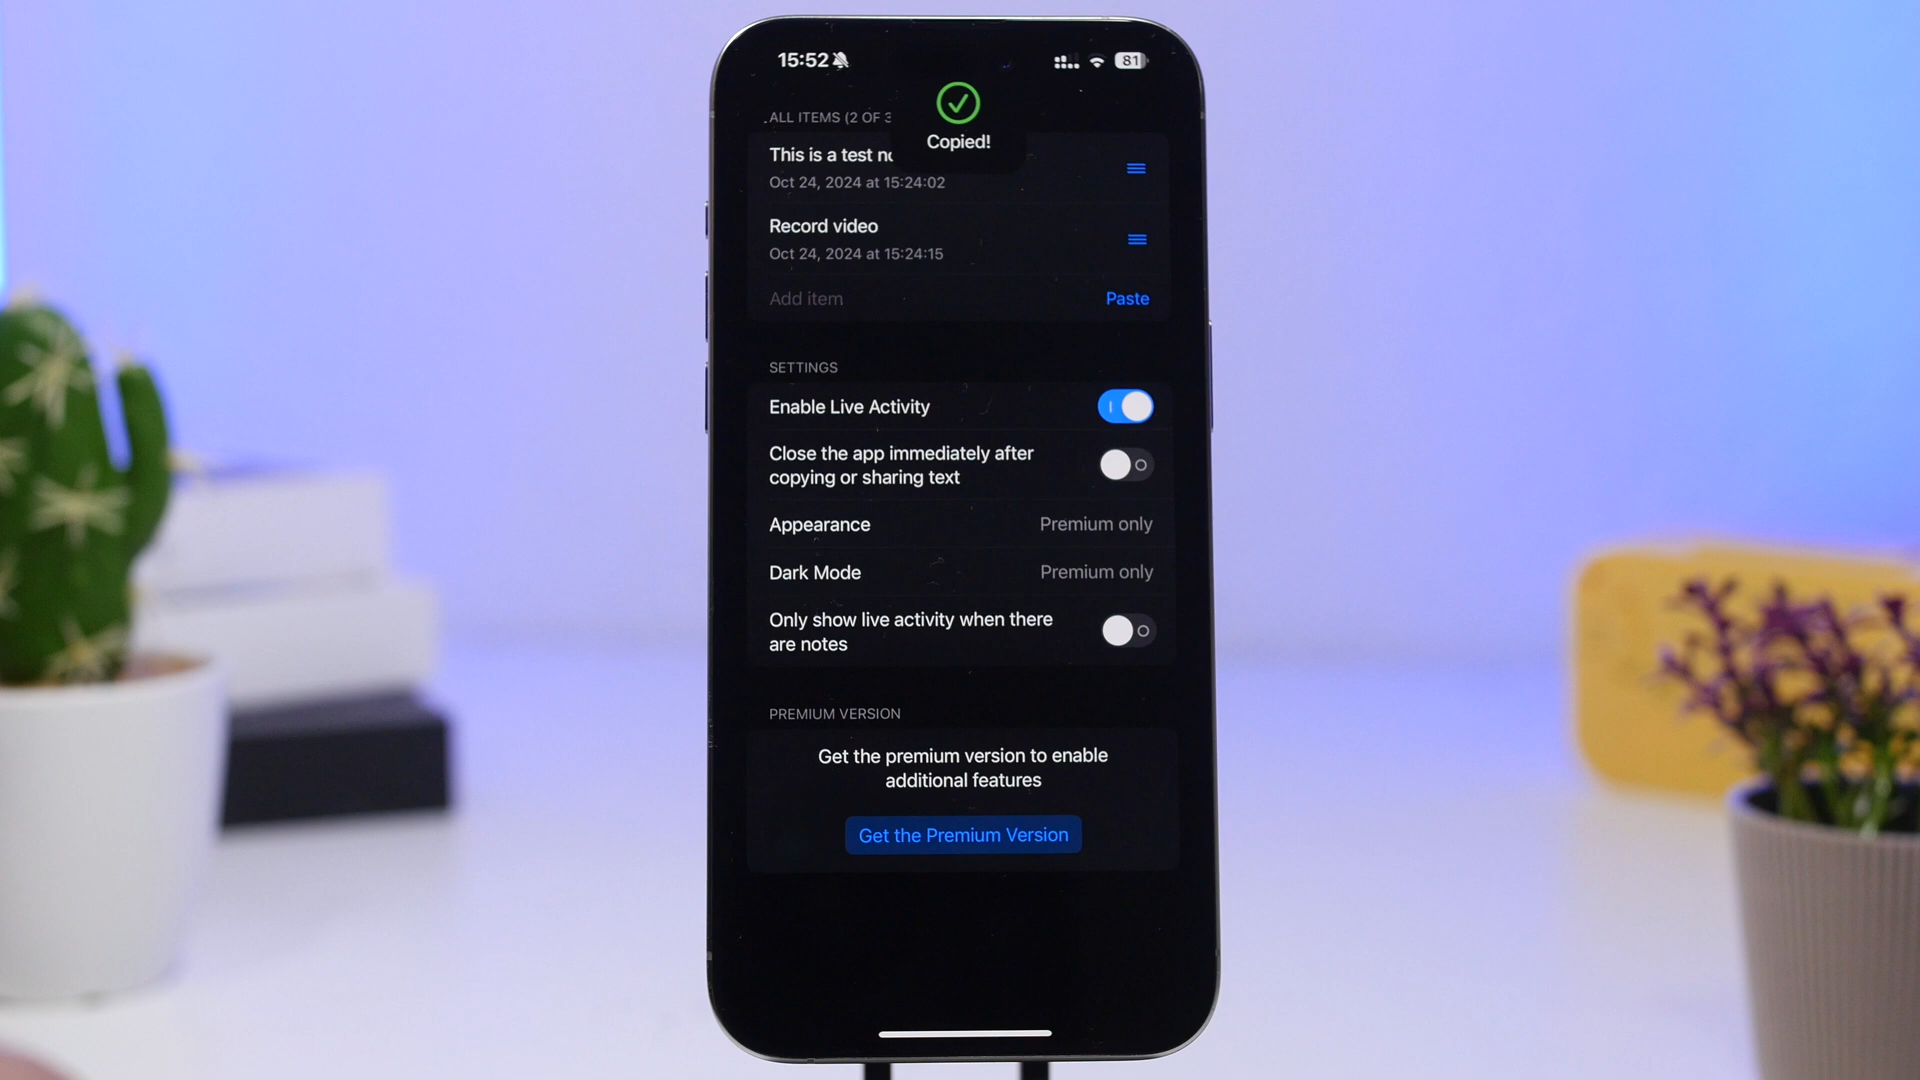 15:52
81
ALL ITEMS (2 OF 3
Copied!
This is a test
Oct 24, 2024 at 15:24:02
Record video
Oct 24, 2024 at 15:24:15
Add item
Paste
SETTINGS
Enable Live Activity
Close the app immediately after
copying or sharing text
Appearance
Premium only
Dark Mode
Premium only
Only show live activity when there
are notes
PREMIUM VERSION
Get the premium version to enable
additional features
Get the Premium Version